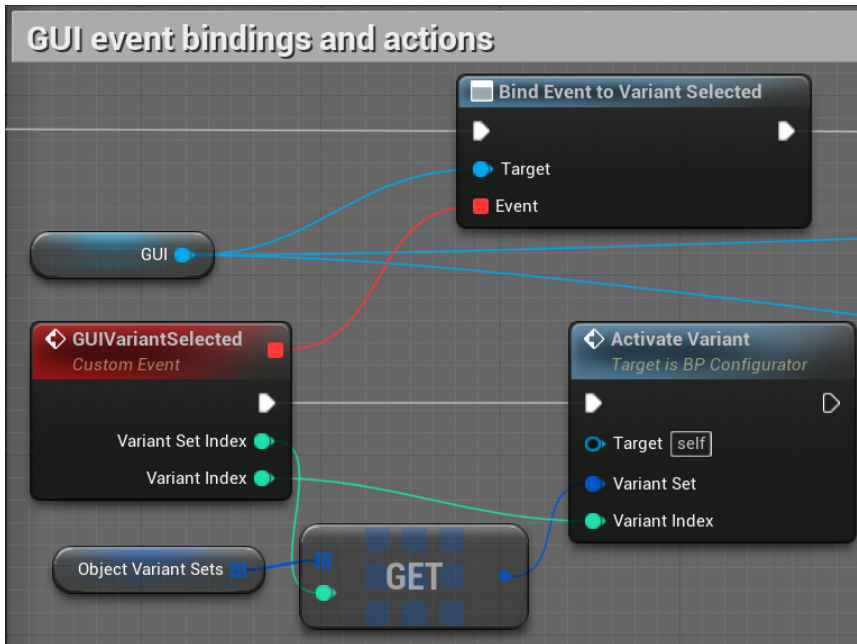 GUI event bindings and actions
Bind Event to Variant Selected
Target
Event
GUI
GUIVariantSelected
Custom Event
Variant Set Index
Variant Index
Activate Variant
Target is BP Configurator
Target self
Variant Set
Variant Index
Object Variant Sets
GET